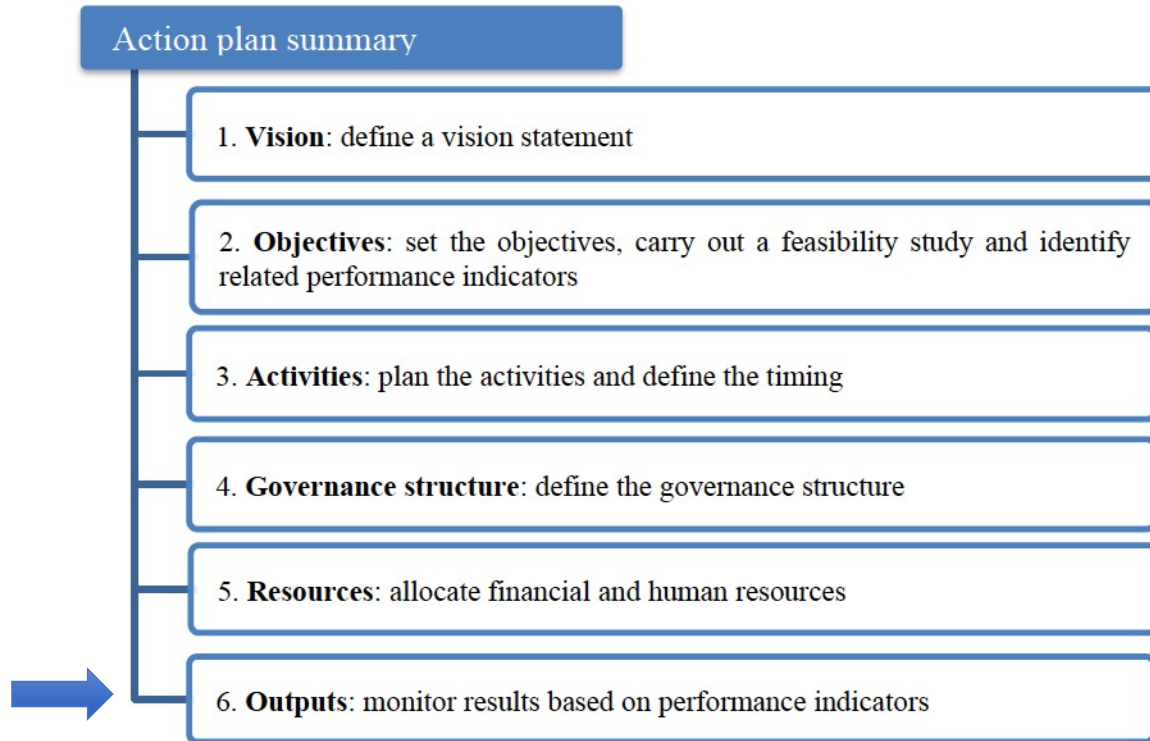 Action plan summary
1. Vision: define a vision statement
2. Objectives: set the objectives, carry out a feasibility study and identify
related performance indicators
3. Activities: plan the activities and define the timing
4. Governance structure: define the governance structure
5. Resources: allocate financial and human resources
6. Outputs: monitor results based on performance indicators